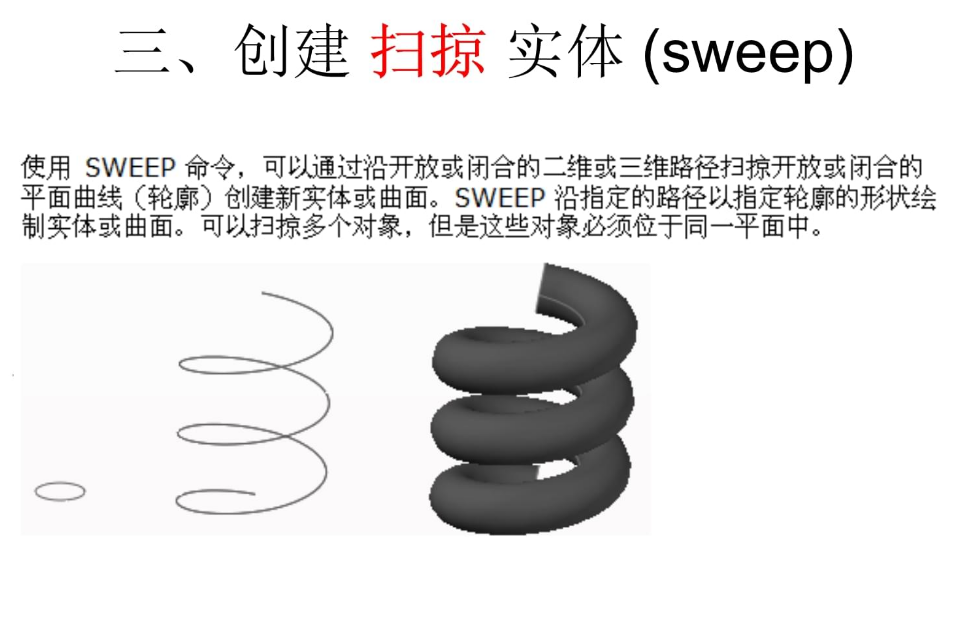 三、创建 扫掠 实体 (sweep)
使用 SWEEP 命令，可以通过沿开放或闭合的二维或三维路径扫掠开放或闭合的
平面曲线（轮廓）创建新实体或曲面。SWEEP 沿指定的路径以指定轮廓的形状绘
制实体或曲面。可以扫掠多个对象，但是这些对象必须位于同一平面中。